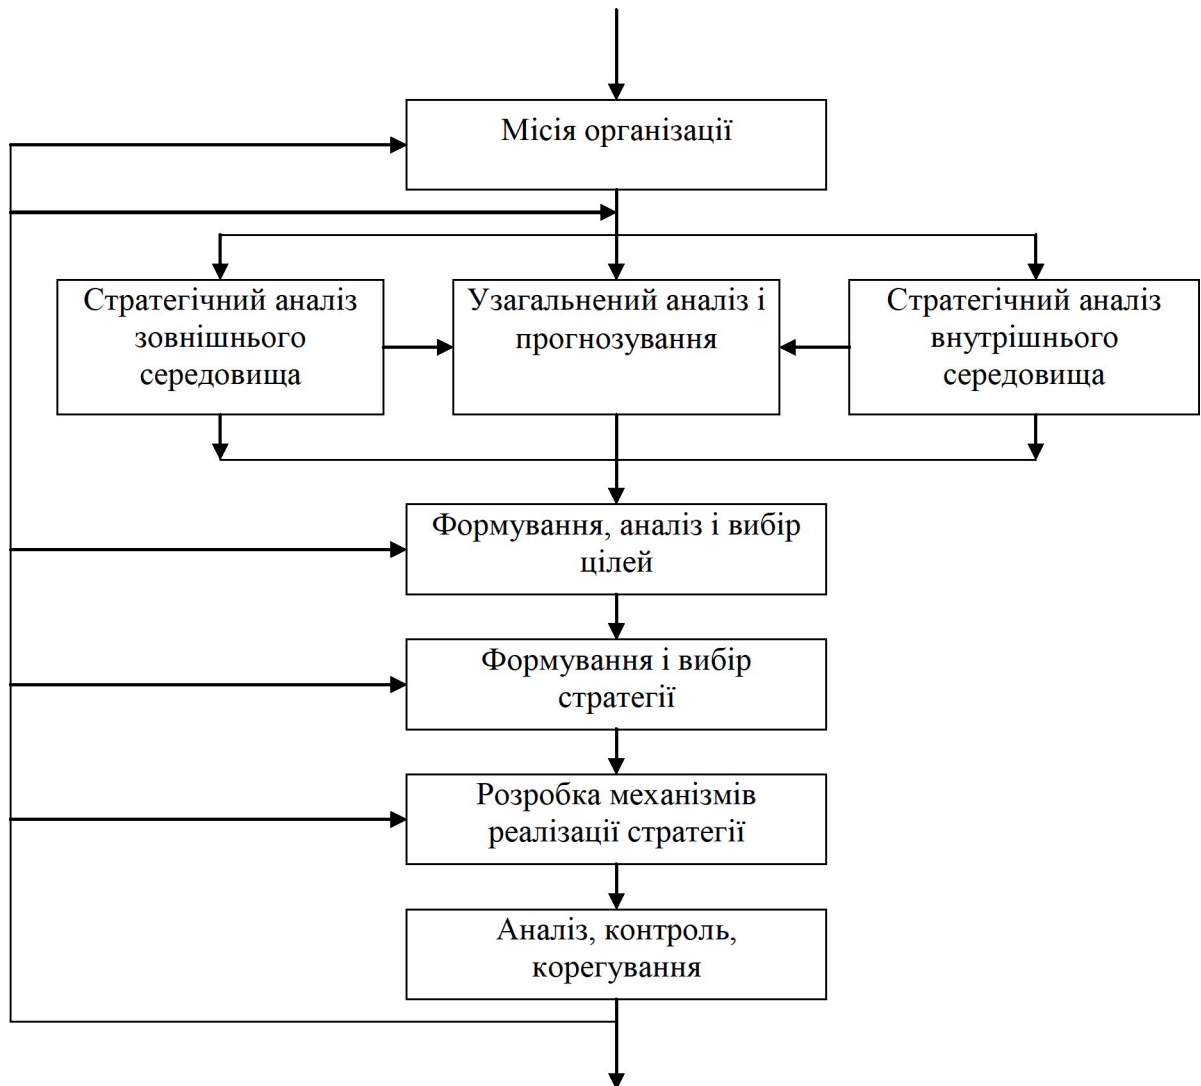 Місія організації
Стратегічний аналіз
зовнішнього
середовища
Узагальнений аналіз і
прогнозування
Стратегічний аналіз
внутрішнього
середовища
Формування, аналіз і вибір
цілей
Формування і вибір
стратегії
Розробка механізмів
реалізації стратегії
Аналіз, контроль,
корегування